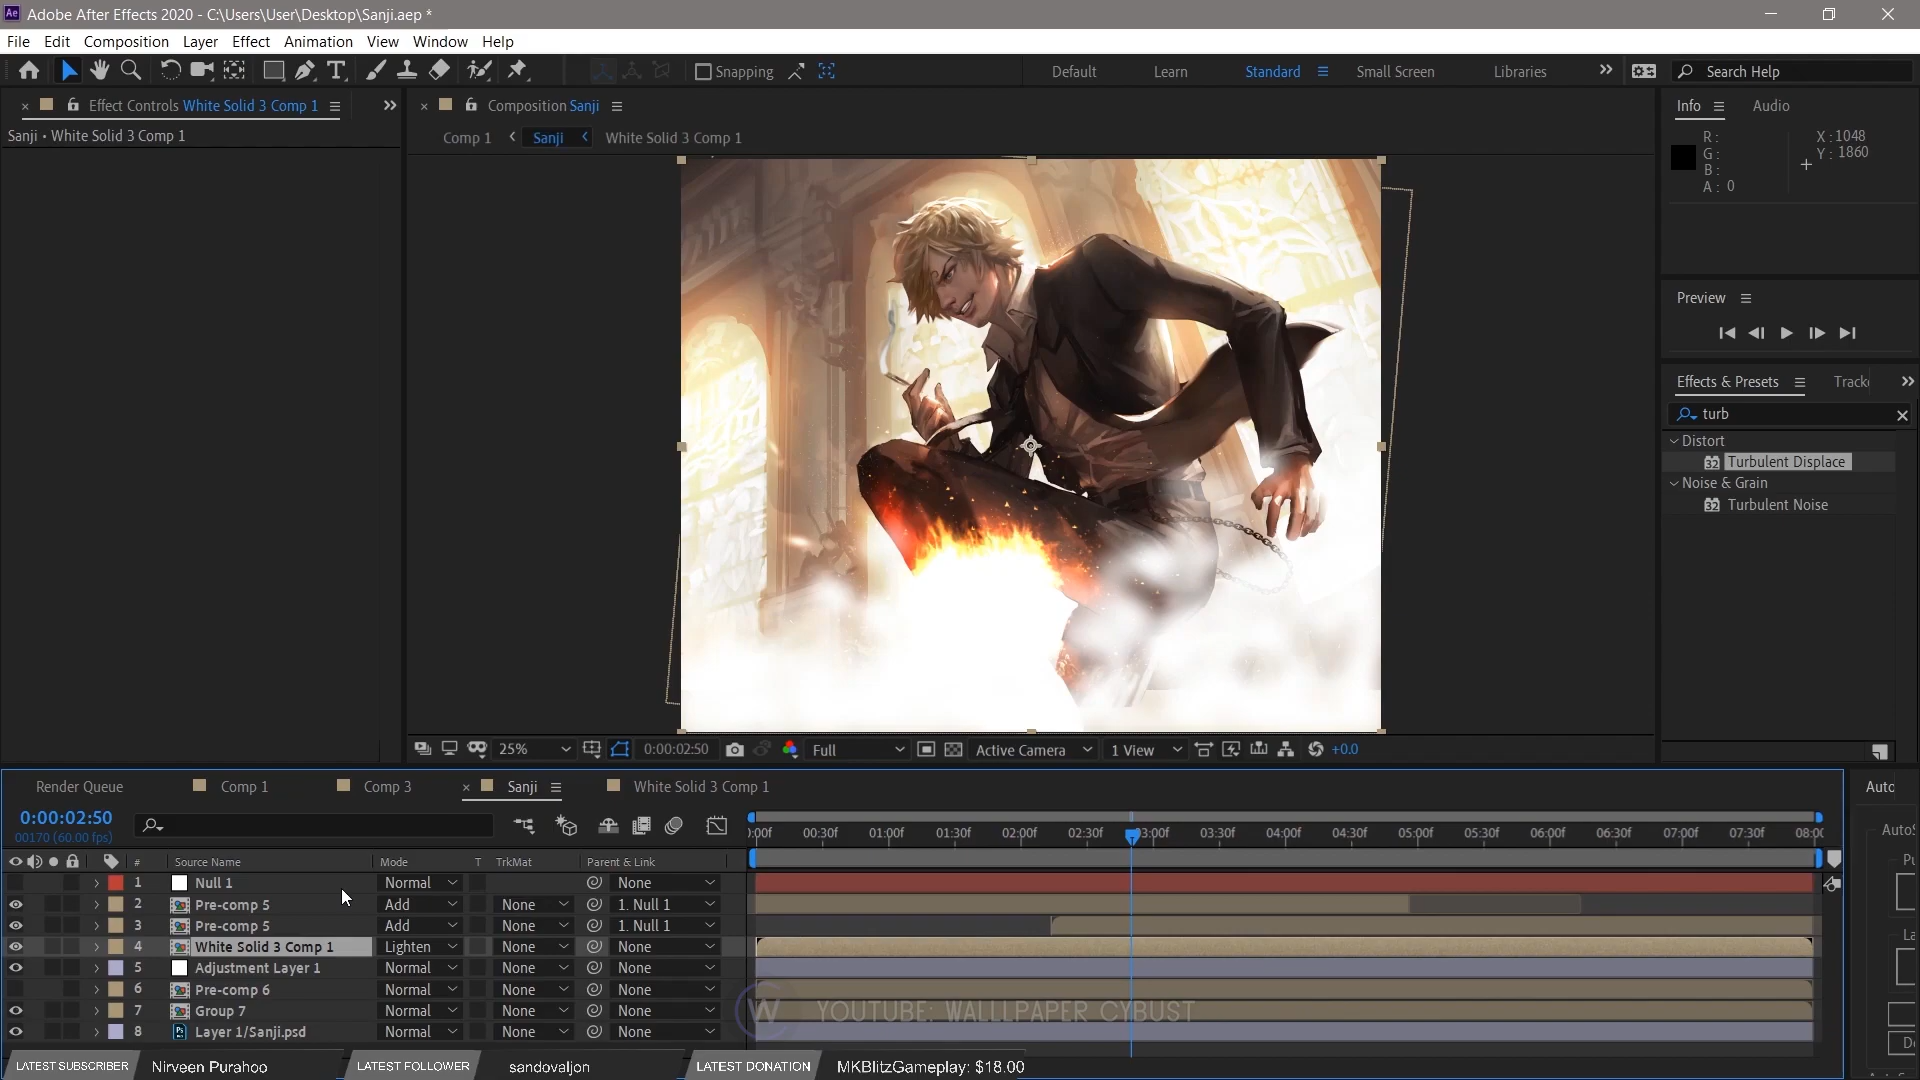 Adobe After Effects 2020 - C:\Users\User\Desktop\Sanji.aep *
File Edit Composition Layer Effect Animation View Window Help
Snapping Default Learn Standard Small Screen Libraries Search Help
Effect Controls White Solid 3 Comp 1
Composition Sanji
Info Audio
Sanji • White Solid 3 Comp 1
Comp 1 Sanji White Solid 3 Comp 1
R :
G :
B :
A : 0
X : 1048
Y : 1860
Preview
Effects & Presets
turb
Distort
Turbulent Displace
Noise & Grain
Turbulent Noise
25% 0:00:02:50 Full Active Camera 1 View +0.0
Render Queue Comp 1 Comp 3 Sanji White Solid 3 Comp 1
0:00:02:50
00170 (60.00 fps)
00:30f 01:00f 01:30f 02:00f 02:30f 03:00f 03:30f 04:00f 04:30f 05:00f 05:30f 06:00f 06:30f 07:00f 07:30f
# Source Name Mode T TrkMat Parent & Link
1 Null 1 Normal None
2 Pre-comp 5 Add None 1. Null 1
3 Pre-comp 5 Add None 1. Null 1
4 White Solid 3 Comp 1 Lighten None None
5 Adjustment Layer 1 Normal None None
6 Pre-comp 6 Normal None None
7 Group 7 Normal None None
8 Layer 1/Sanji.psd Normal None None
YOUTUBE: WALLLPAPER CYBUST
LATEST SUBSCRIBER Nirveen Purahoo LATEST FOLLOWER sandovaljon LATEST DONATION MKBlitzGameplay: $18.00